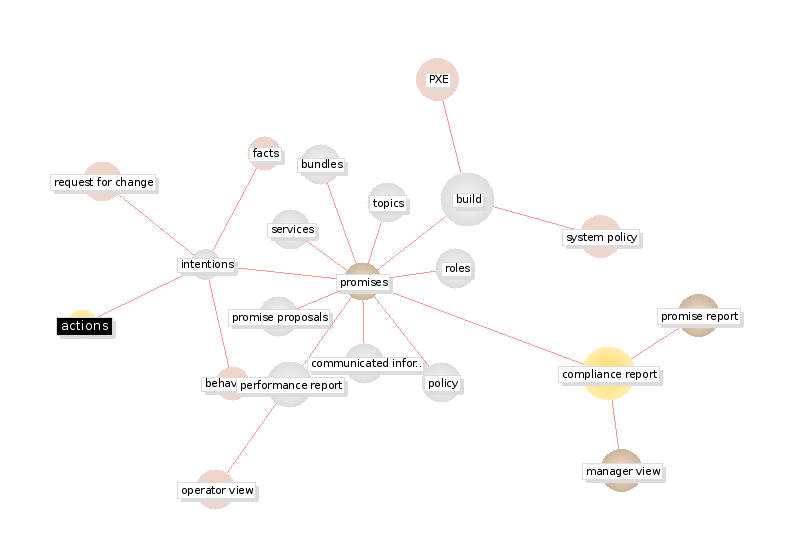 PXE
facts
bundles
request for change
topics
build
services
system policy
intentions
roles
promises
promise proposals
promise report
actions
communicated infor..
compliance report
behav
performance report
policy
manager view
operator view